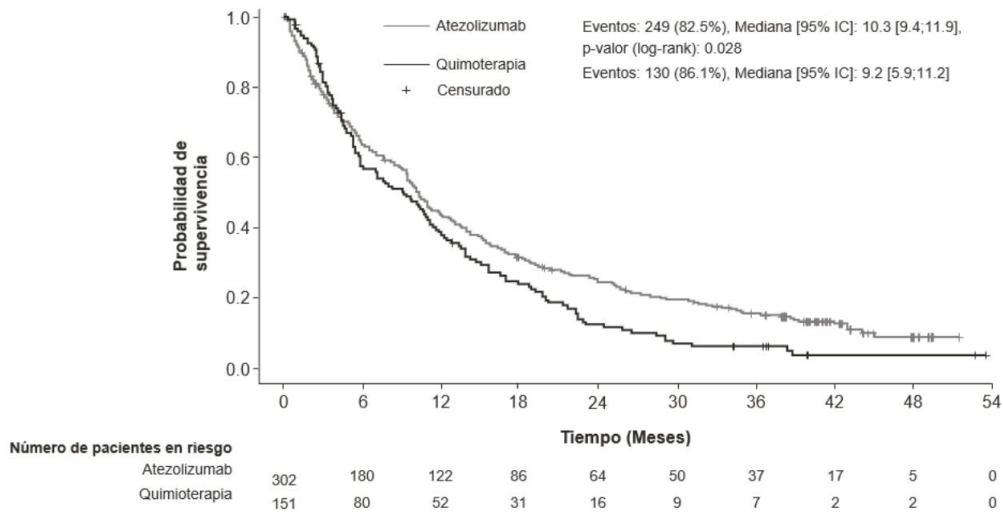 Atezolizumab
Eventos: 249 (82.5%), Mediana [95% IC]: 10.3 [9.4;11.9],
p-valor (log-rank): 0.028
Quimoterapia
Eventos: 130 (86.1%), Mediana [95% IC]: 9.2 [5.9;11.2]
+ Censurado
Probabilidad de
supervivencia
1.0
0.8
0.6
0.4
0.2
0.0
0 6 12 18 24 30 36 42 48 54
Tiempo (Meses)
Número de pacientes en riesgo
Atezolizumab 302 180 122 86 64 50 37 17 5 0
Quimioterapia 151 80 52 31 16 9 7 2 2 0